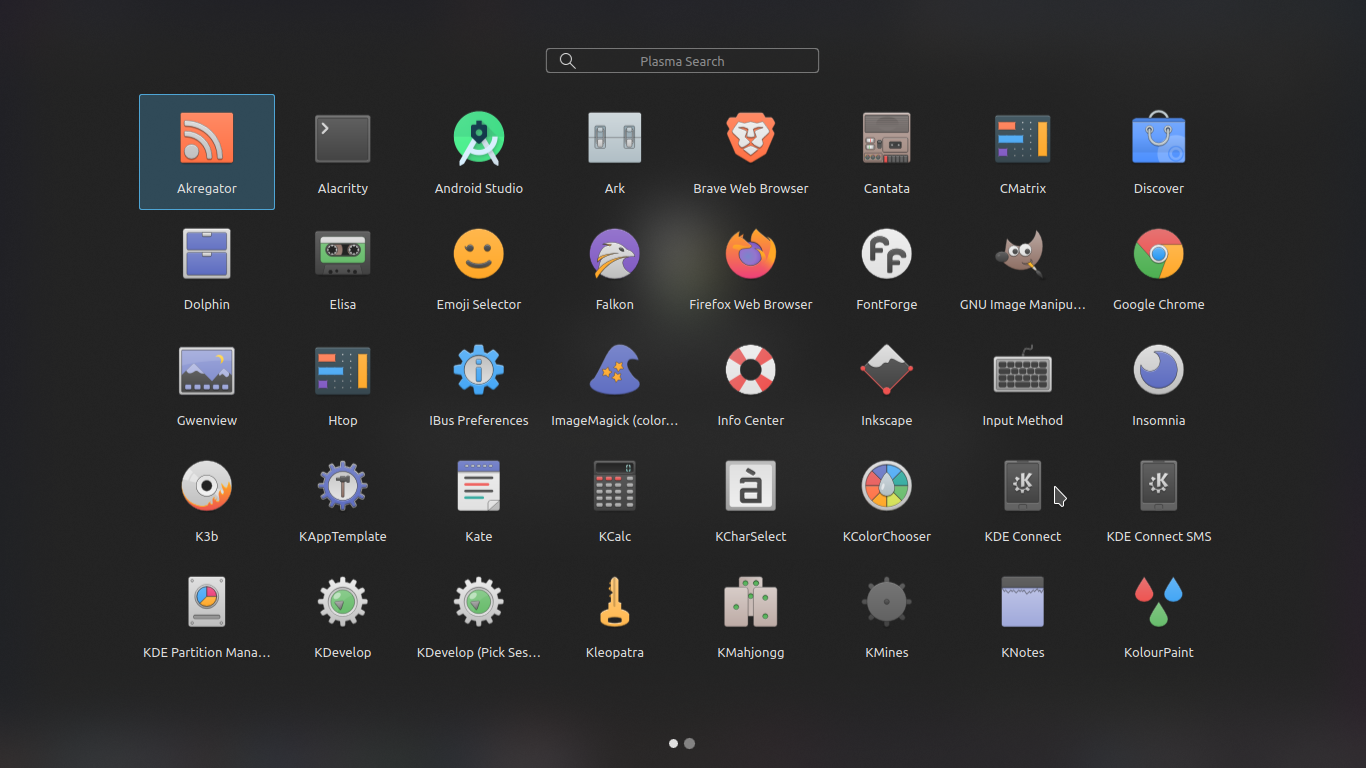 Plasma Search
Akregator
Alacritty
Android Studio
Ark
Brave Web Browser
Cantata
CMatrix
Discover
Dolphin
Elisa
Emoji Selector
Falkon
Firefox Web Browser
FontForge
GNU Image Manipu...
Google Chrome
Gwenview
Htop
IBus Preferences
ImageMagick (color...
Info Center
Inkscape
Input Method
Insomnia
K3b
KAppTemplate
Kate
KCalc
KCharSelect
KColorChooser
KDE Connect
KDE Connect SMS
KDE Partition Mana...
KDevelop
KDevelop (Pick Ses...
Kleopatra
KMahjongg
KMines
KNotes
KolourPaint